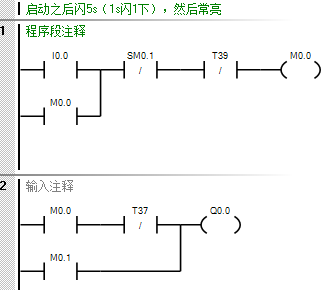 启动之后闪5s（1s闪1下），然后常亮
1 程序段注释
I0.0 SM0.1 T39 M0.0
/ /
M0.0
2 输入注释
M0.0 T37 Q0.0
/
M0.1